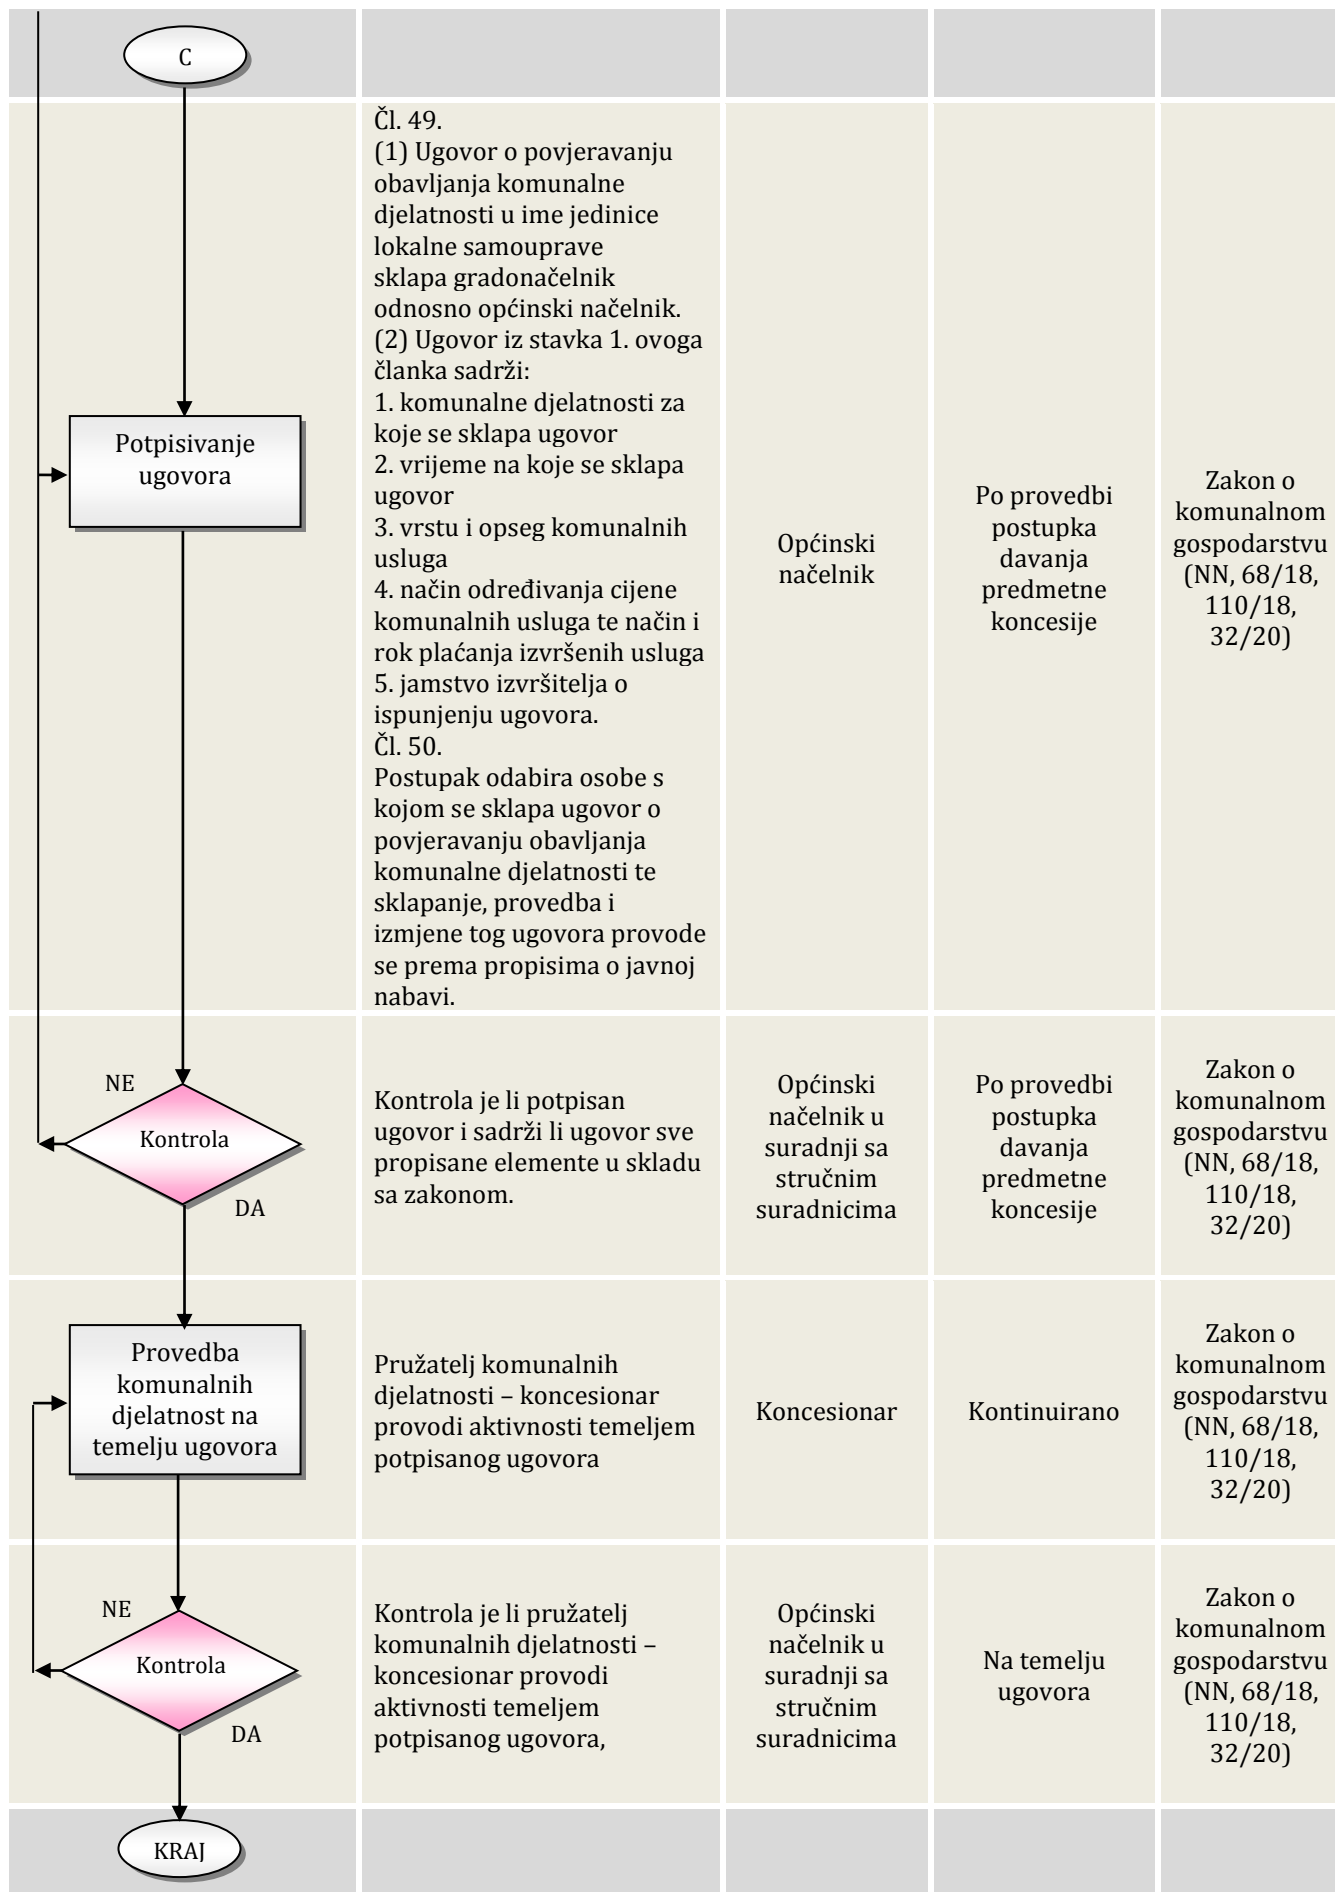 C
Potpisivanje
ugovora
Čl. 49.
(1) Ugovor o povjeravanju
obavljanja komunalne
djelatnosti u ime jedinice
lokalne samouprave
sklapa gradonačelnik
odnosno općinski načelnik.
(2) Ugovor iz stavka 1. ovoga
članka sadrži:
1. komunalne djelatnosti za
koje se sklapa ugovor
2. vrijeme na koje se sklapa
ugovor
3. vrstu i opseg komunalnih
usluga
4. način određivanja cijene
komunalnih usluga te način i
rok plaćanja izvršenih usluga
5. jamstvo izvršitelja o
ispunjenju ugovora.
Čl. 50.
Postupak odabira osobe s
kojom se sklapa ugovor o
povjeravanju obavljanja
komunalne djelatnosti te
sklapanje, provedba i
izmjene tog ugovora provode
se prema propisima o javnoj
nabavi.
Općinski
načelnik
Po provedbi
postupka
davanja
predmetne
koncesije
Zakon o
komunalnom
gospodarstvu
(NN, 68/18,
110/18,
32/20)
NE
Kontrola
DA
Kontrola je li potpisan
ugovor i sadrži li ugovor sve
propisane elemente u skladu
sa zakonom.
Općinski
načelnik u
suradnji sa
stručnim
suradnicima
Po provedbi
postupka
davanja
predmetne
koncesije
Zakon o
komunalnom
gospodarstvu
(NN, 68/18,
110/18,
32/20)
Provedba
komunalnih
djelatnost na
temelju ugovora
Pružatelj komunalnih
djelatnosti – koncesionar
provodi aktivnosti temeljem
potpisanog ugovora
Koncesionar
Kontinuirano
Zakon o
komunalnom
gospodarstvu
(NN, 68/18,
110/18,
32/20)
NE
Kontrola
DA
Kontrola je li pružatelj
komunalnih djelatnosti –
koncesionar provodi
aktivnosti temeljem
potpisanog ugovora,
Općinski
načelnik u
suradnji sa
stručnim
suradnicima
Na temelju
ugovora
Zakon o
komunalnom
gospodarstvu
(NN, 68/18,
110/18,
32/20)
KRAJ